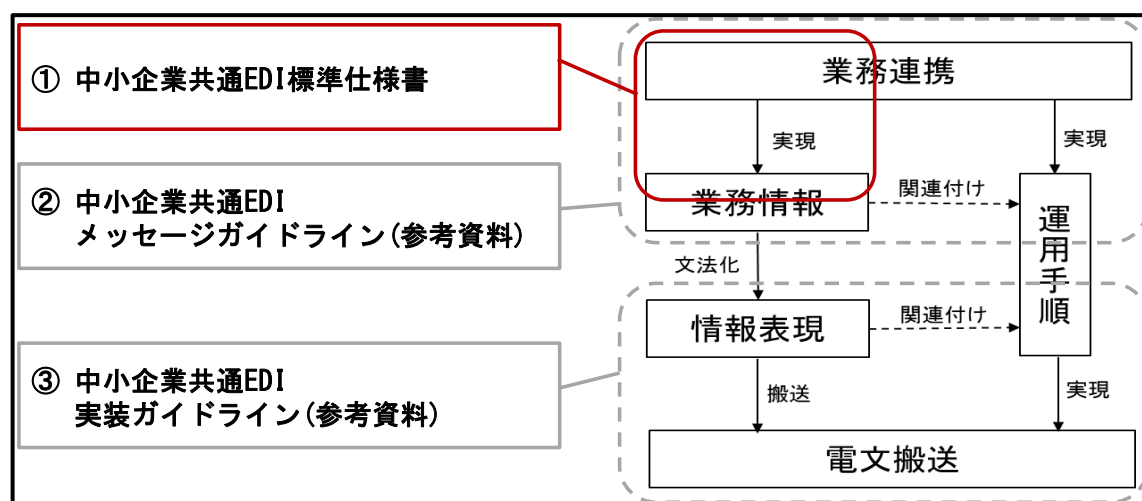 ① 中小企業共通EDI標準仕様書
② 中小企業共通EDI
メッセージガイドライン(参考資料)
③ 中小企業共通EDI
実装ガイドライン(参考資料)
業務連携
実現
実現
業務情報
関連付け
運用手順
文法化
情報表現
関連付け
搬送
実現
電文搬送